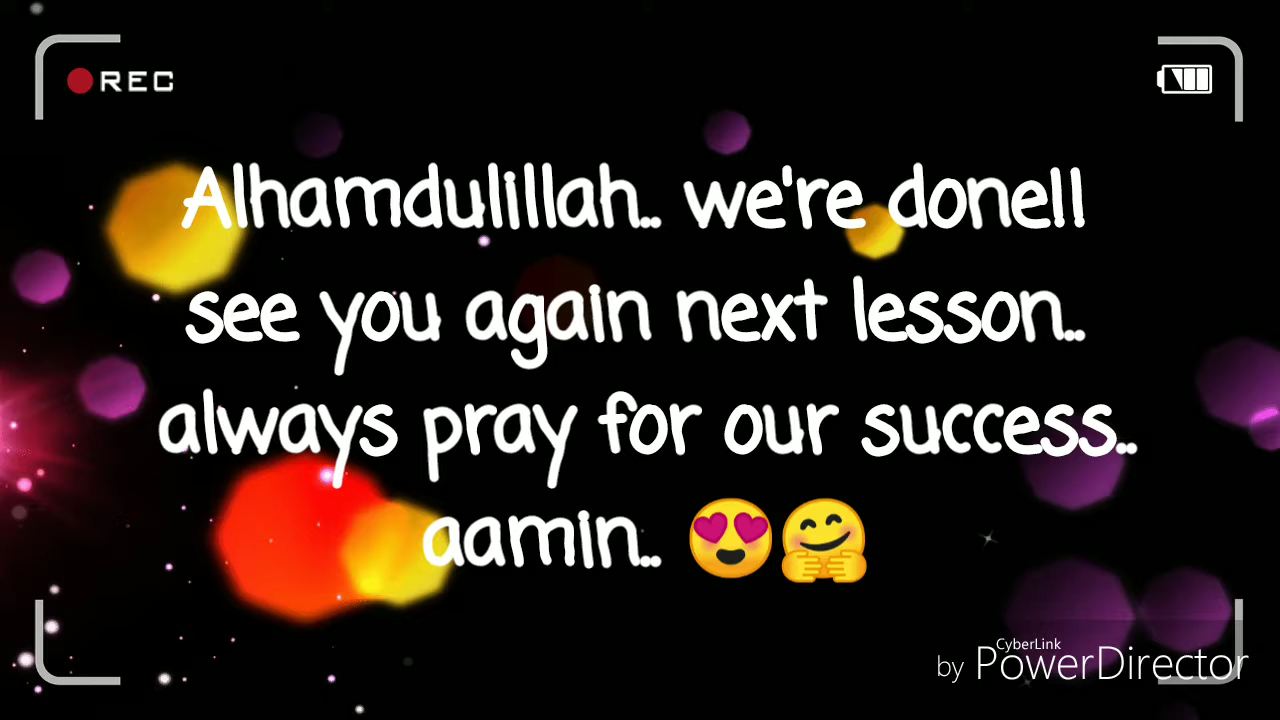 REC
Alhamdulillah.. we're done!!
see you again next lesson..
always pray for our success..
aamin.. 😍🤗
CyberLink
by PowerDirector